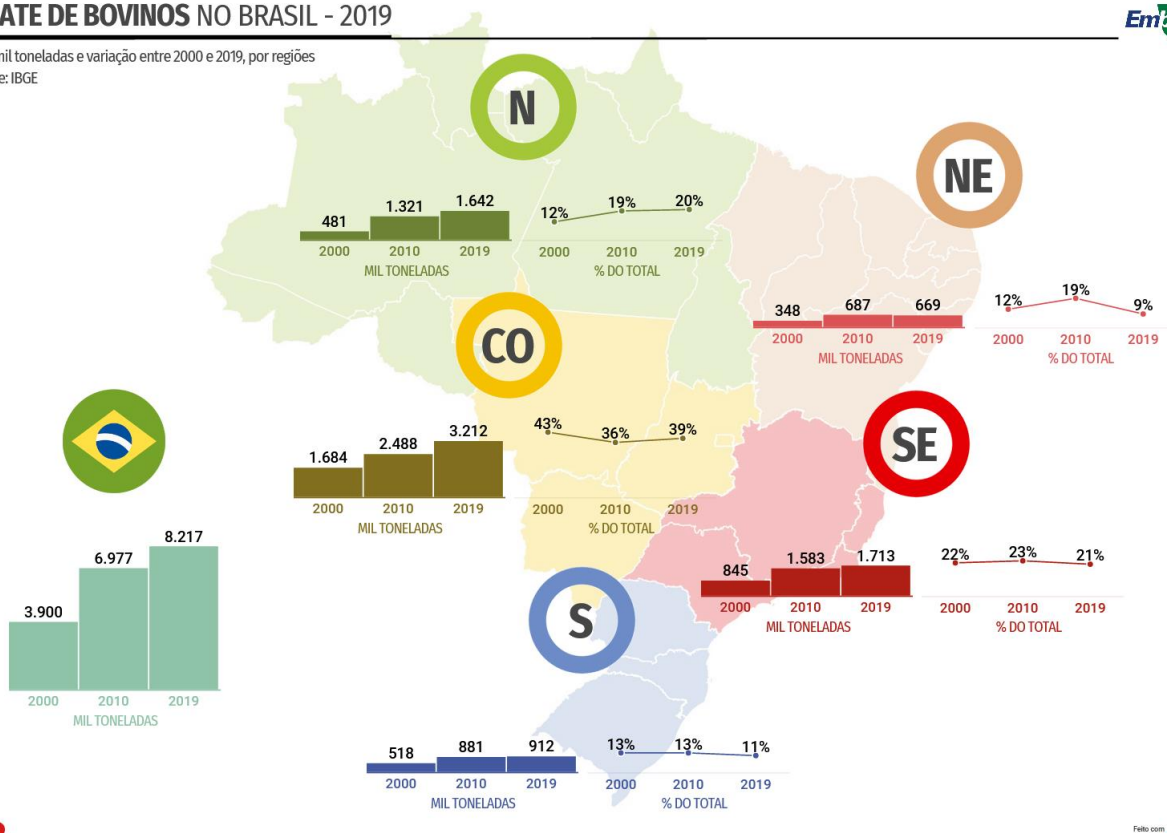 ATE DE BOVINOS NO BRASIL - 2019
Em
mil toneladas e variação entre 2000 e 2019, por regiões
e: IBGE
N
481 1.321 1.642
2000 2010 2019
MIL TONELADAS
12% 19% 20%
2000 2010 2019
% DO TOTAL
NE
348 687 669
2000 2010 2019
MIL TONELADAS
12% 19% 9%
2000 2010 2019
% DO TOTAL
CO
1.684 2.488 3.212
2000 2010 2019
MIL TONELADAS
43% 36% 39%
2000 2010 2019
% DO TOTAL
SE
845 1.583 1.713
2000 2010 2019
MIL TONELADAS
22% 23% 21%
2000 2010 2019
% DO TOTAL
3.900 6.977 8.217
2000 2010 2019
MIL TONELADAS
S
518 881 912
2000 2010 2019
MIL TONELADAS
13% 13% 11%
2000 2010 2019
% DO TOTAL
Feito com